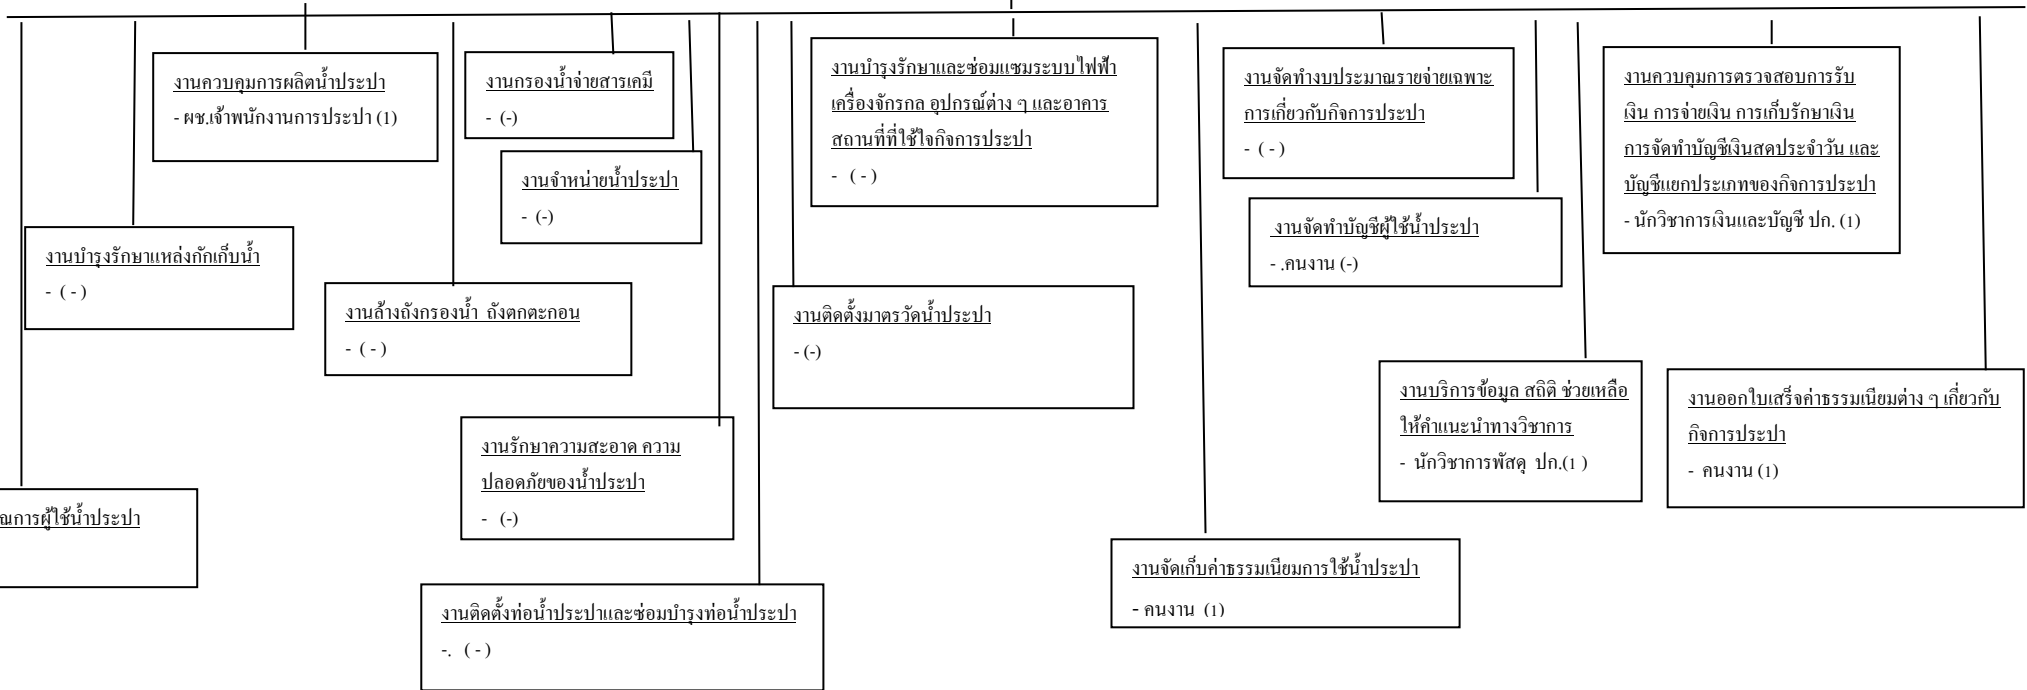 งานควบคุมการผลิตน้ำประปา
- ผช.เจ้าพนักงานการประปา (1)
งานกรองน้ำจ่ายสารเคมี
- (-)
งานจำหน่ายน้ำประปา
- (-)
งานบำรุงรักษาและซ่อมแซมระบบไฟฟ้า
เครื่องจักรกล อุปกรณ์ต่าง ๆ และอาคาร
สถานที่ที่ใช้ใจกิจการประปา
- ( - )
งานจัดทำงบประมาณรายจ่ายเฉพาะ
การเกี่ยวกับกิจการประปา
- ( - )
งานควบคุมการตรวจสอบการรับ
เงิน การจ่ายเงิน การเก็บรักษาเงิน
การจัดทำบัญชีเงินสดประจำวัน และ
บัญชีแยกประเภทของกิจการประปา
- นักวิชาการเงินและบัญชี ปก. (1)
งานจัดทำบัญชีผู้ใช้น้ำประปา
- .คนงาน (-)
งานบำรุงรักษาแหล่งกักเก็บน้ำ
- ( - )
งานล้างถังกรองน้ำ ถังตกตะกอน
- ( - )
งานติดตั้งมาตรวัดน้ำประปา
- (-)
งานบริการข้อมูล สถิติ ช่วยเหลือ
ให้คำแนะนำทางวิชาการ
- นักวิชาการพัสดุ ปก.(1 )
งานออกใบเสร็จค่าธรรมเนียมต่าง ๆ เกี่ยวกับ
กิจการประปา
- คนงาน (1)
งานรักษาความสะอาด ความ
ปลอดภัยของน้ำประปา
- (-)
ณการผู้ใช้น้ำประปา
งานจัดเก็บค่าธรรมเนียมการใช้น้ำประปา
- คนงาน (1)
งานติดตั้งท่อน้ำประปาและซ่อมบำรุงท่อน้ำประปา
-. ( - )